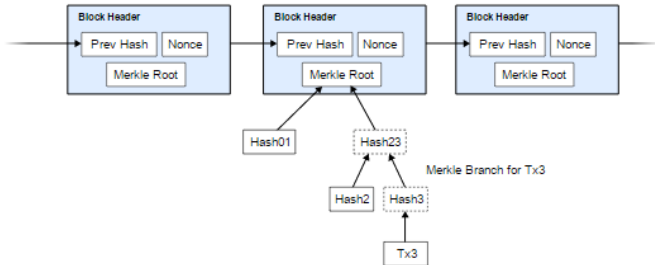 Block Header
Block Header
Block Header
Prev Hash
Nonce
Prev Hash
Nonce
Prev Hash
Nonce
Merkle Root
Merkle Root
Merkle Root
Hash01
Hash23
Merkle Branch for Tx3
Hash2
Hash3
Tx3